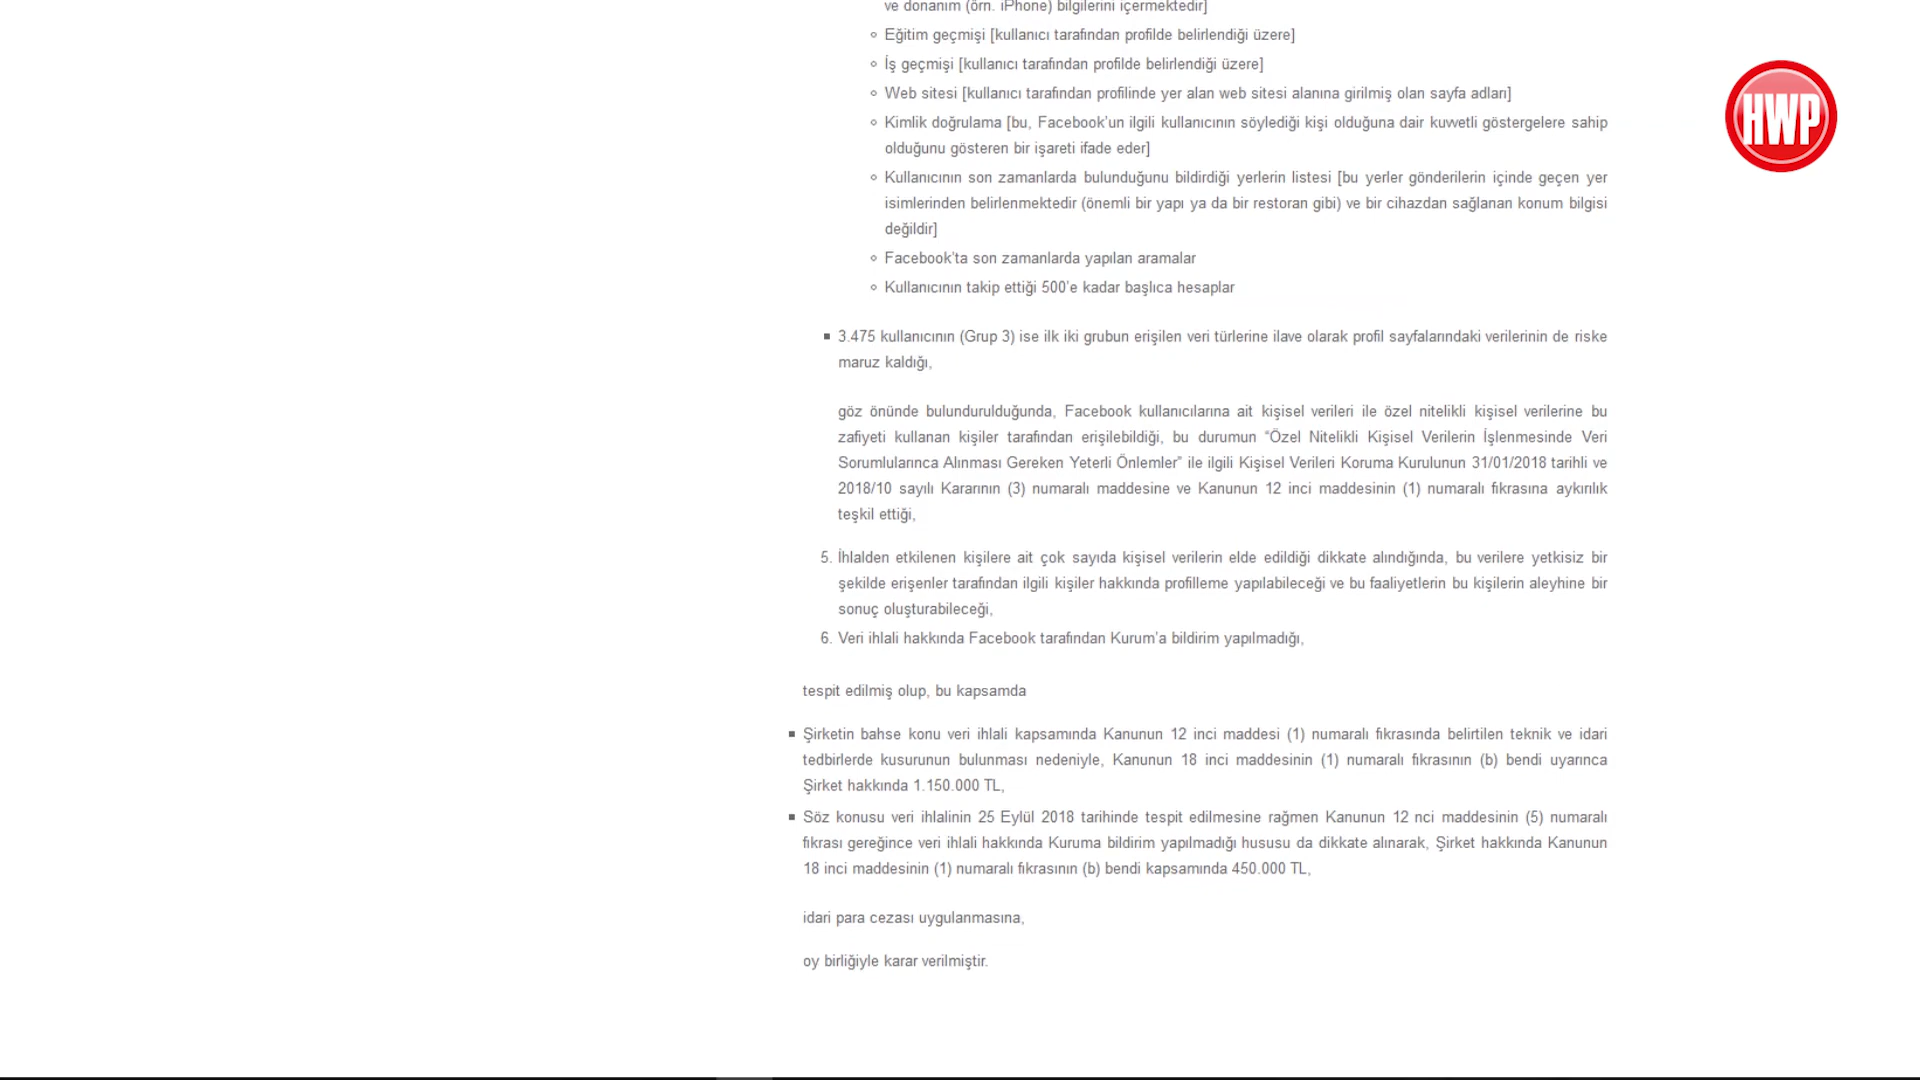 ve donanım (örn. iPhone) bilgilerini içermektedir]
Eğitim geçmişi [kullanıcı tarafından profilde belirlendiği üzere]
İş geçmişi [kullanıcı tarafından profilde belirlendiği üzere]
Web sitesi [kullanıcı tarafından profilinde yer alan web sitesi alanına girilmiş olan sayfa adları]
Kimlik doğrulama [bu, Facebook'un ilgili kullanıcının söylediği kişi olduğuna dair kuvvetli göstergelere sahip
olduğunu gösteren bir işareti ifade eder]
Kullanıcının son zamanlarda bulunduğunu bildirdiği yerlerin listesi [bu yerler gönderilerin içinde geçen yer
isimlerinden belirlenmektedir (önemli bir yapı ya da bir restoran gibi) ve bir cihazdan sağlanan konum bilgisi
değildir]
Facebook'ta son zamanlarda yapılan aramalar
Kullanıcının takip ettiği 500'e kadar başlıca hesaplar
3.475 kullanıcının (Grup 3) ise ilk iki grubun erişilen veri türlerine ilave olarak profil sayfalarındaki verilerinin de riske
maruz kaldığı,
göz önünde bulundurulduğunda, Facebook kullanıcılarına ait kişisel verileri ile özel nitelikli kişisel verilerine bu
zafiyeti kullanan kişiler tarafından erişilebildiği, bu durumun “Özel Nitelikli Kişisel Verilerin İşlenmesinde Veri
Sorumlularınca Alınması Gereken Yeterli Önlemler” ile ilgili Kişisel Verileri Koruma Kurulunun 31/01/2018 tarihli ve
2018/10 sayılı Kararının (3) numaralı maddesine ve Kanunun 12 inci maddesinin (1) numaralı fıkrasına aykırılık
teşkil ettiği,
5. İhlalden etkilenen kişilere ait çok sayıda kişisel verilerin elde edildiği dikkate alındığında, bu verilere yetkisiz bir
şekilde erişenler tarafından ilgili kişiler hakkında profilleme yapılabileceği ve bu faaliyetlerin bu kişilerin aleyhine bir
sonuç oluşturabileceği,
6. Veri ihlali hakkında Facebook tarafından Kurum'a bildirim yapılmadığı,
tespit edilmiş olup, bu kapsamda
Şirketin bahse konu veri ihlali kapsamında Kanunun 12 inci maddesi (1) numaralı fıkrasında belirtilen teknik ve idari
tedbirlerde kusurunun bulunması nedeniyle, Kanunun 18 inci maddesinin (1) numaralı fıkrasının (b) bendi uyarınca
Şirket hakkında 1.150.000 TL,
Söz konusu veri ihlalinin 25 Eylül 2018 tarihinde tespit edilmesine rağmen Kanunun 12 nci maddesinin (5) numaralı
fıkrası gereğince veri ihlali hakkında Kuruma bildirim yapılmadığı hususu da dikkate alınarak, Şirket hakkında Kanunun
18 inci maddesinin (1) numaralı fıkrasının (b) bendi kapsamında 450.000 TL,
idari para cezası uygulanmasına,
oy birliğiyle karar verilmiştir.
HWP